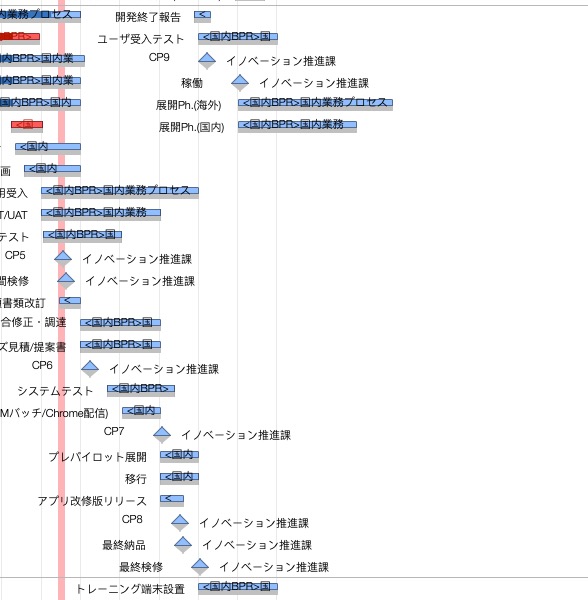 内業務プロセス 開発終了報告 <
BPR> ユーザ受入テスト <国内BPR>国
国内BPR>国内業 CP9 イノベーション推進課
国内BPR>国内業 稼働 イノベーション推進課
国内BPR>国内 展開Ph.(海外) <国内BPR>国内業務プロセス
<国 展開Ph.(国内) <国内BPR>国内業務
<国内
画 <国内
用受入 <国内BPR>国内業務プロセス
T/UAT <国内BPR>国内業務
テスト <国内BPR>国
CP5 イノベーション推進課
間検修 イノベーション推進課
書類改訂 <
合修正・調達 <国内BPR>国
ズ見積/提案書 <国内BPR>国
CP6 イノベーション推進課
システムテスト <国内BPR>
Mパッチ/Chrome配信) <国内
CP7 イノベーション推進課
プレパイロット展開 <国内
移行 <国内
アプリ改修版リリース <
CP8 イノベーション推進課
最終納品 イノベーション推進課
最終検修 イノベーション推進課
トレーニング端末設置 <国内BPR>国